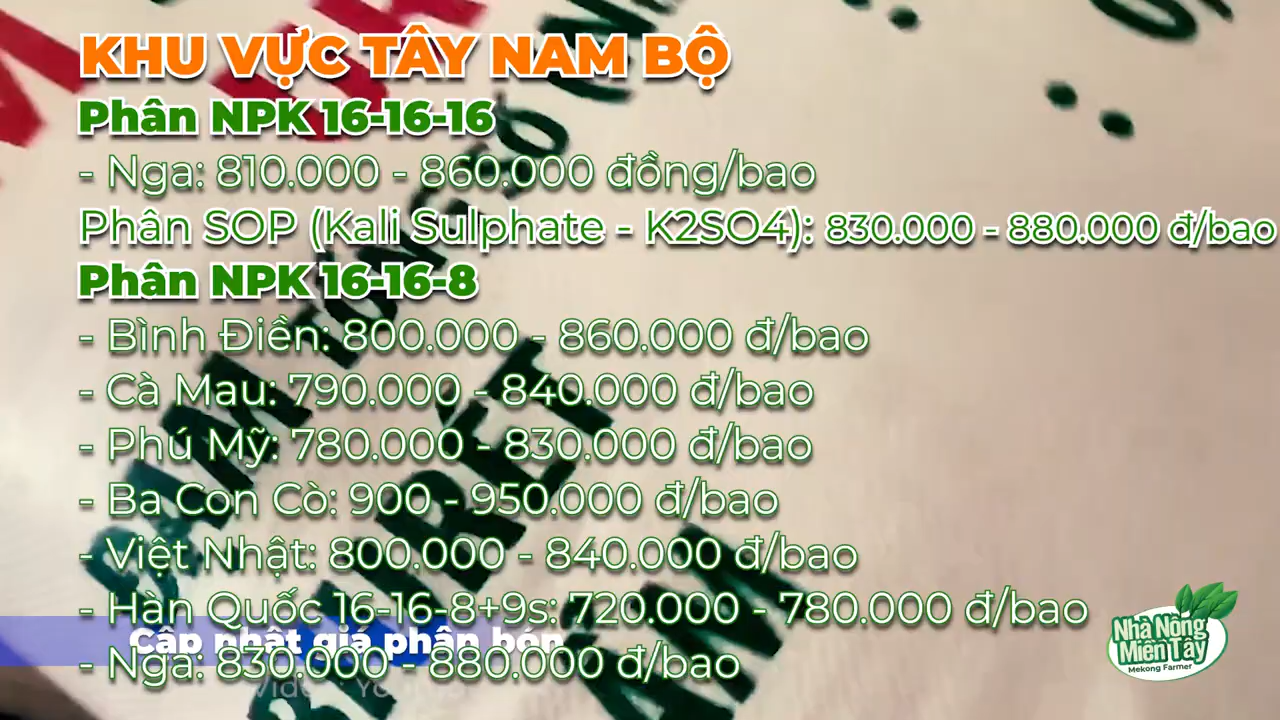 KHU VỰC TÂY NAM BỘ
Phân NPK 16-16-16
- Nga: 810.000 - 860.000 đồng/bao
Phân SOP (Kali Sulphate - K2SO4): 830.000 - 880.000 đ/bao
Phân NPK 16-16-8
- Bình Điền: 800.000 - 860.000 đ/bao
- Cà Mau: 790.000 - 840.000 đ/bao
- Phú Mỹ: 780.000 - 830.000 đ/bao
- Ba Con Cò: 900 - 950.000 đ/bao
- Việt Nhật: 800.000 - 840.000 đ/bao
- Hàn Quốc 16-16-8+9s: 720.000 - 780.000 đ/bao
Cập nhật giá phân bón
- Nga: 830.000 - 880.000 đ/bao
ĐẠM TỔNG SỐ
BIURÉT
ẨM
Nhà Nông
Miền Tây
Mekong Farmer